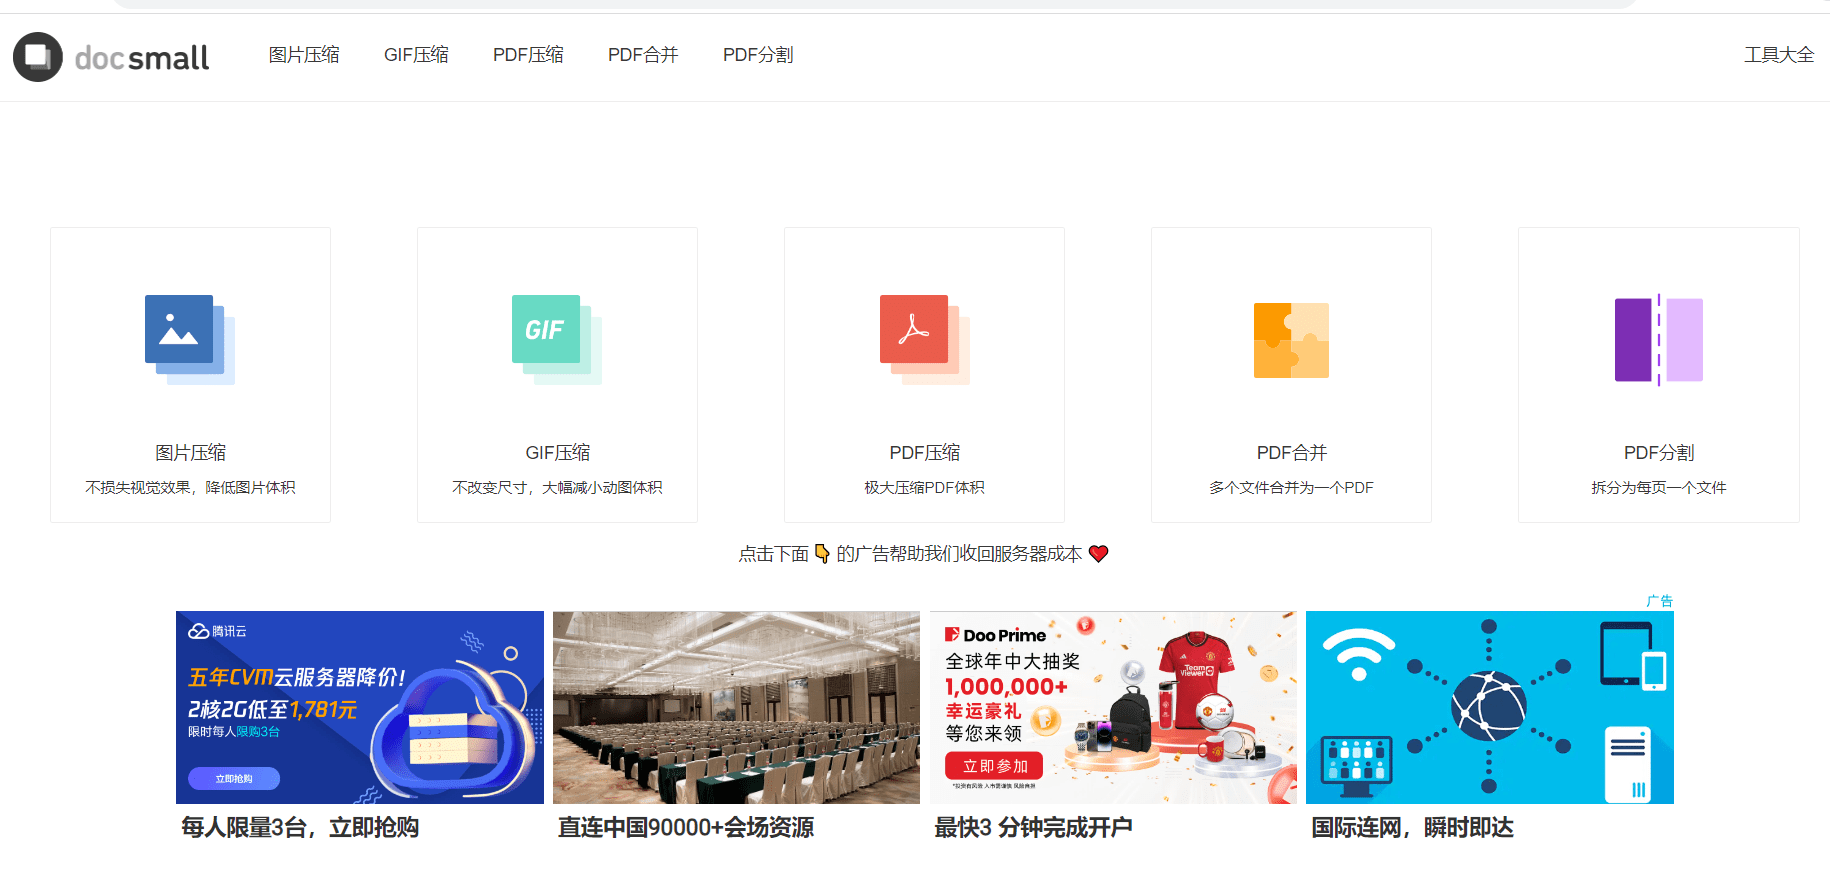 docsmall
图片压缩
GIF压缩
PDF压缩
PDF合并
PDF分割
工具大全
GIF
图片压缩
不损失视觉效果，降低图片体积
GIF压缩
不改变尺寸，大幅减小动图体积
PDF压缩
极大压缩PDF体积
PDF合并
多个文件合并为一个PDF
PDF分割
拆分为每页一个文件
点击下面👇的广告帮助我们收回服务器成本❤️
广告
腾讯云
五年CVM云服务器降价!
2核2G低至1,781元
限时每人限购3台
立即抢购
Doo Prime
全球年中大抽奖
1,000,000+
幸运豪礼
等您来领
立即参加
TeamViewer
每人限量3台，立即抢购
直连中国90000+会场资源
最快3 分钟完成开户
国际连网，瞬时即达